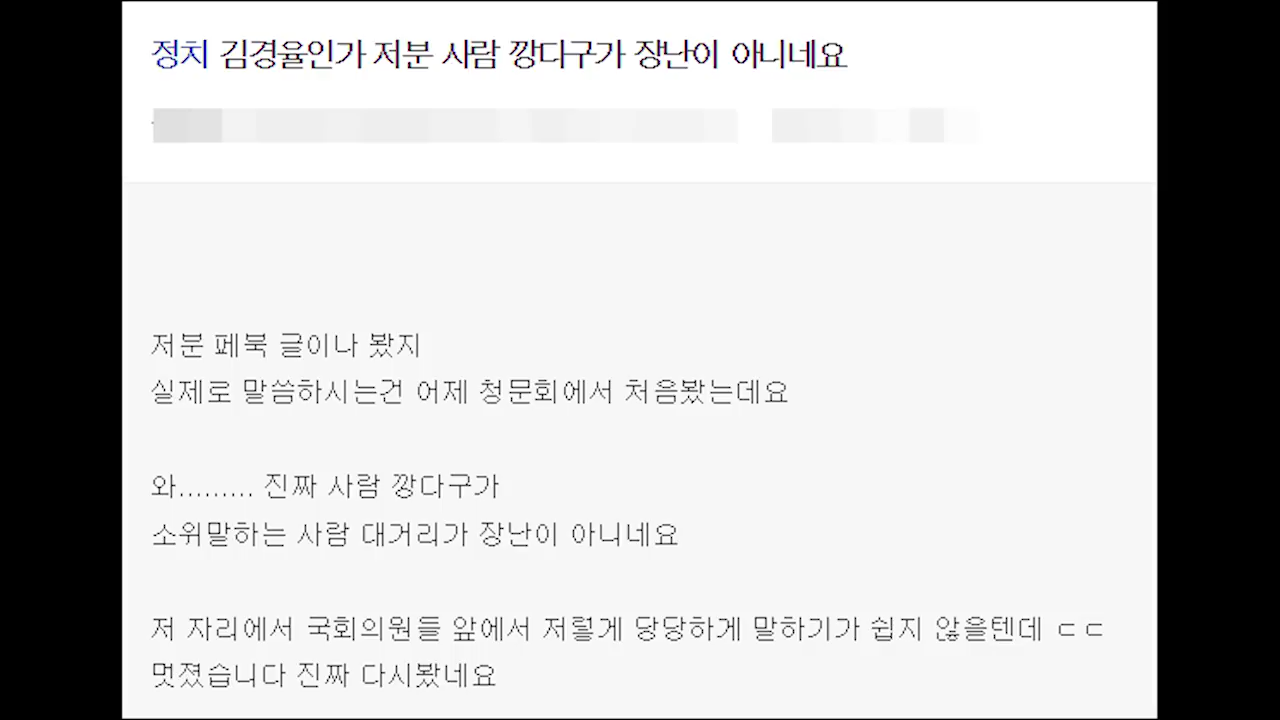 정치 김경율인가 저분 사람 깡다구가 장난이 아니네요
저분 페북 글이나 봤지
실제로 말씀하시는건 어제 청문회에서 처음봤는데요
와......... 진짜 사람 깡다구가
소위말하는 사람 대거리가 장난이 아니네요
저 자리에서 국회의원들 앞에서 저렇게 당당하게 말하기가 쉽지 않을텐데 ㄷㄷ
멋졌습니다 진짜 다시봤네요